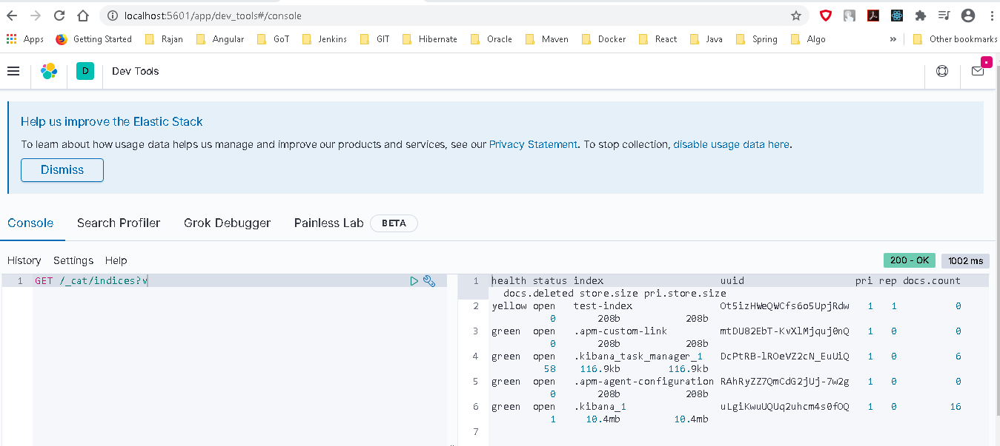 localhost:5601/app/dev_tools#/console
Apps Getting Started Rajan Angular GoT Jenkins GIT Hibernate Oracle Maven Docker React Java Spring Algo » Other bookmarks
D Dev Tools
Help us improve the Elastic Stack
To learn about how usage data helps us manage and improve our products and services, see our Privacy Statement. To stop collection, disable usage data here.
Dismiss
Console Search Profiler Grok Debugger Painless Lab BETA
History Settings Help 200 - OK 1002 ms
1 GET /_cat/indices?v
1 health status index uuid pri rep docs.count
docs.deleted store.size pri.store.size
2 yellow open test-index Ot5izHWeQWCfs6o5UpjRdw 1 1 0
0 208b 208b
3 green open .apm-custom-link mtDU82EbT-KvXlMjquj0nQ 1 0 0
0 208b 208b
4 green open .kibana_task_manager_1 DcPtRB-lROeVZ2cN_EuUiQ 1 0 6
58 116.9kb 116.9kb
5 green open .apm-agent-configuration RAhRyZZ7QmCdG2jUj-7w2g 1 0 0
0 208b 208b
6 green open .kibana_1 uLgiKwuUQUq2uhcm4s0fOQ 1 0 16
1 10.4mb 10.4mb
7